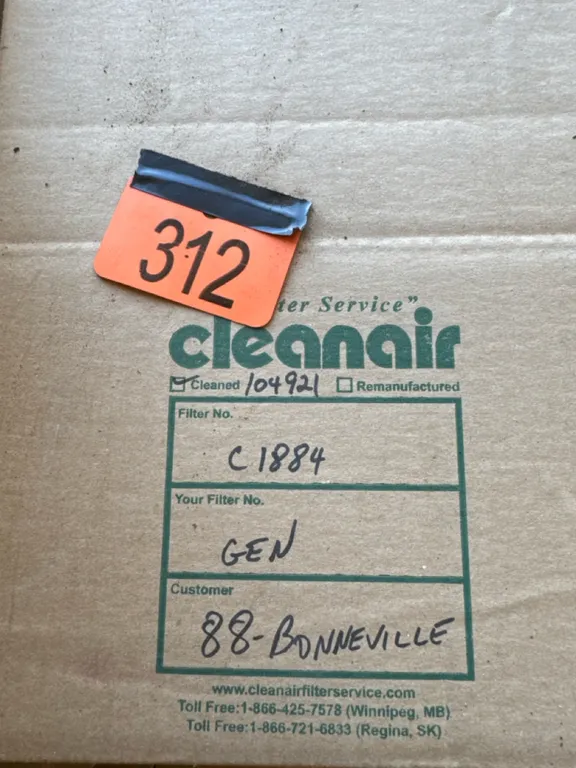 312
ter Service"
cleanair
Cleaned 104921 Remanufactured
Filter No.
C1884
Your Filter No.
GEN
Customer
88-BONNEVILLE
www.cleanairfilterservice.com
Toll Free:1-866-425-7578 (Winnipeg, MB)
Toll Free:1-866-721-6833 (Regina, SK)